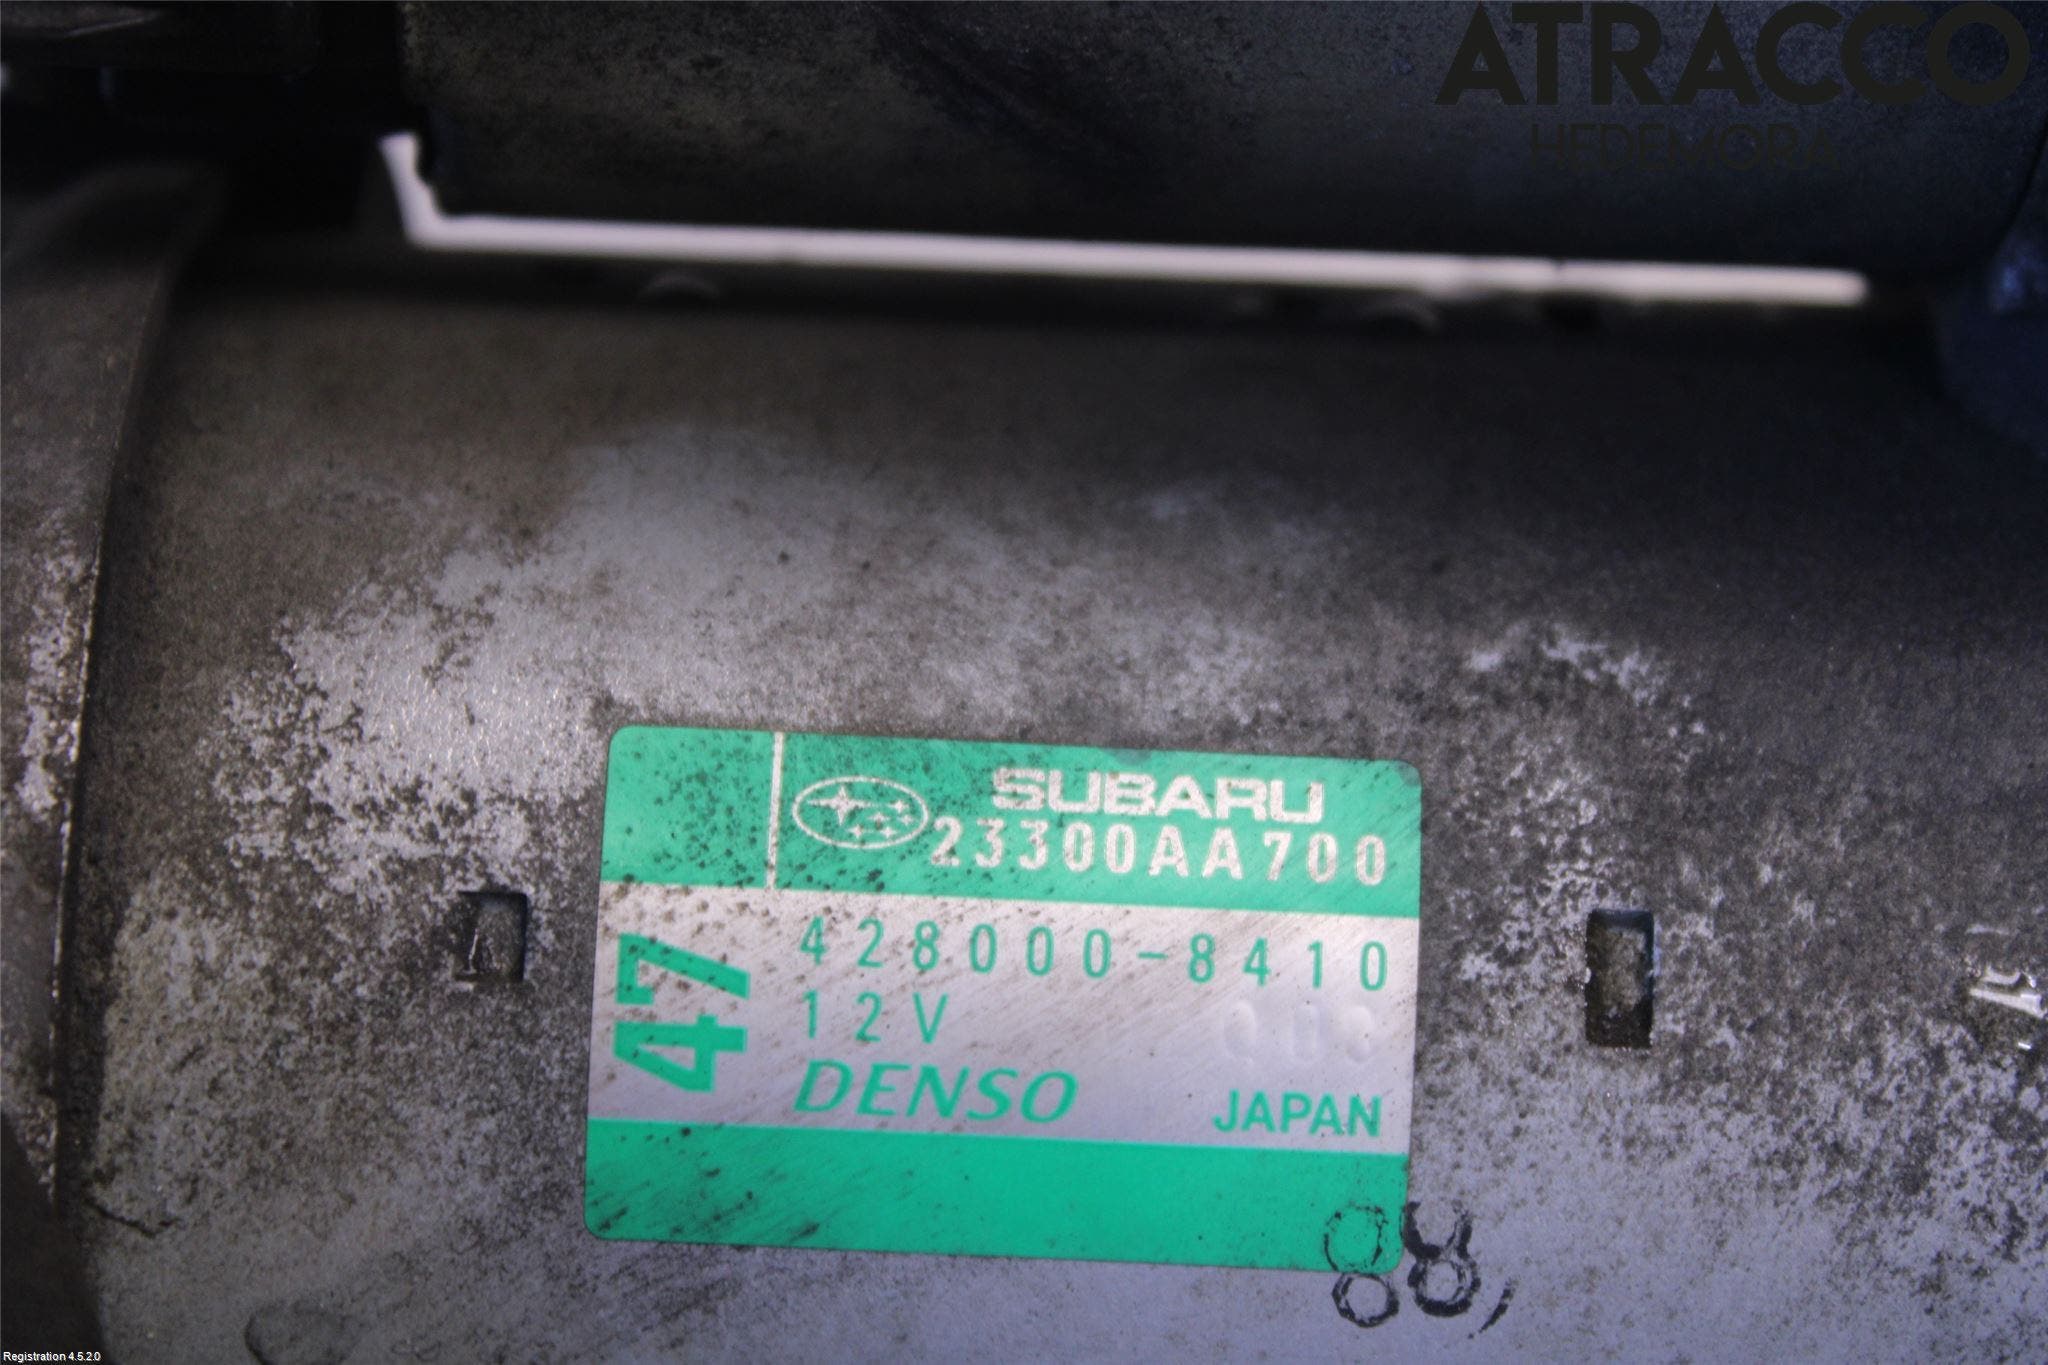 ATRACCO
HEDEMORA
SUBARU
23300AA700
47
428000-8410
12V
DENSO
JAPAN
88
Registration 4.5.2.0